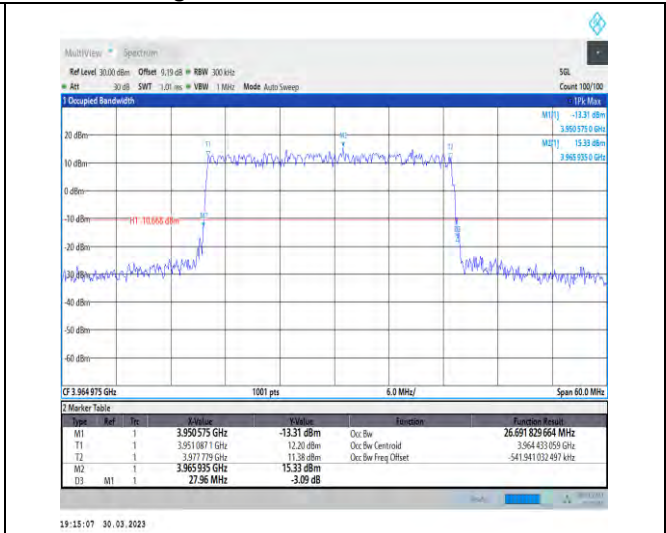 MultiView Spectrum
Ref Level 30.00 dBm Offset 9.19 dB RBW 300 kHz SGL
Att 30 dB SWT 1.01 ms VBW 1 MHz Mode Auto Sweep Count 100/100
1 Occupied Bandwidth 1Pk Max
M1[1] -13.31 dBm
3.950 575 0 GHz
20 dBm
M2[1] 15.33 dBm
3.965 935 0 GHz
T1 M2 T2
10 dBm
0 dBm
-10 dBm H1 -10.668 dBm M1
-20 dBm
-30 dBm
-40 dBm
-50 dBm
-60 dBm
CF 3.964 975 GHz 1001 pts 6.0 MHz/ Span 60.0 MHz
2 Marker Table
Type Ref Trc X-Value Y-Value Function Function Result
M1 1 3.950 575 GHz -13.31 dBm Occ Bw 26.691 829 664 MHz
T1 1 3.951 087 1 GHz 12.20 dBm Occ Bw Centroid 3.964 433 059 GHz
T2 1 3.977 779 GHz 11.38 dBm Occ Bw Freq Offset -541.941 032 497 kHz
M2 1 3.965 935 GHz 15.33 dBm
D3 M1 1 27.96 MHz -3.09 dB
19:15:07 30.03.2023